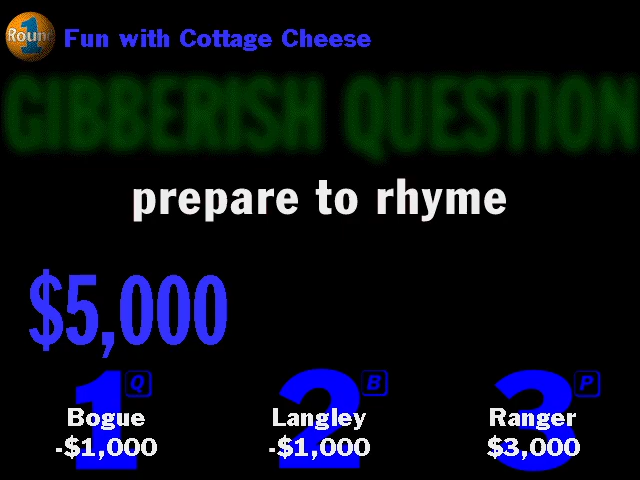 Round 1
Fun with Cottage Cheese
GIBBERISH QUESTION
prepare to rhyme
$5,000
1 Q
2 B
3 P
Bogue
Langley
Ranger
-$1,000
-$1,000
$3,000